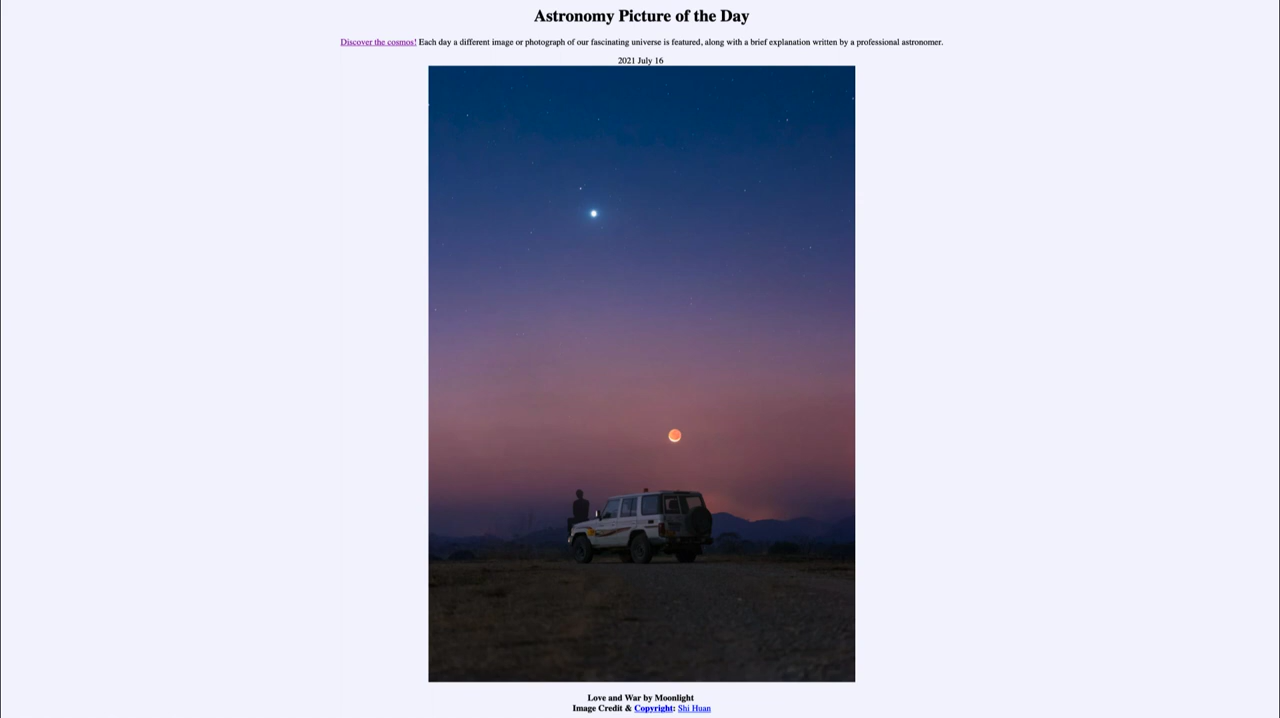 Astronomy Picture of the Day
Discover the cosmos! Each day a different image or photograph of our fascinating universe is featured, along with a brief explanation written by a professional astronomer.
2021 July 16
Love and War by Moonlight
Image Credit & Copyright: Shi Huan